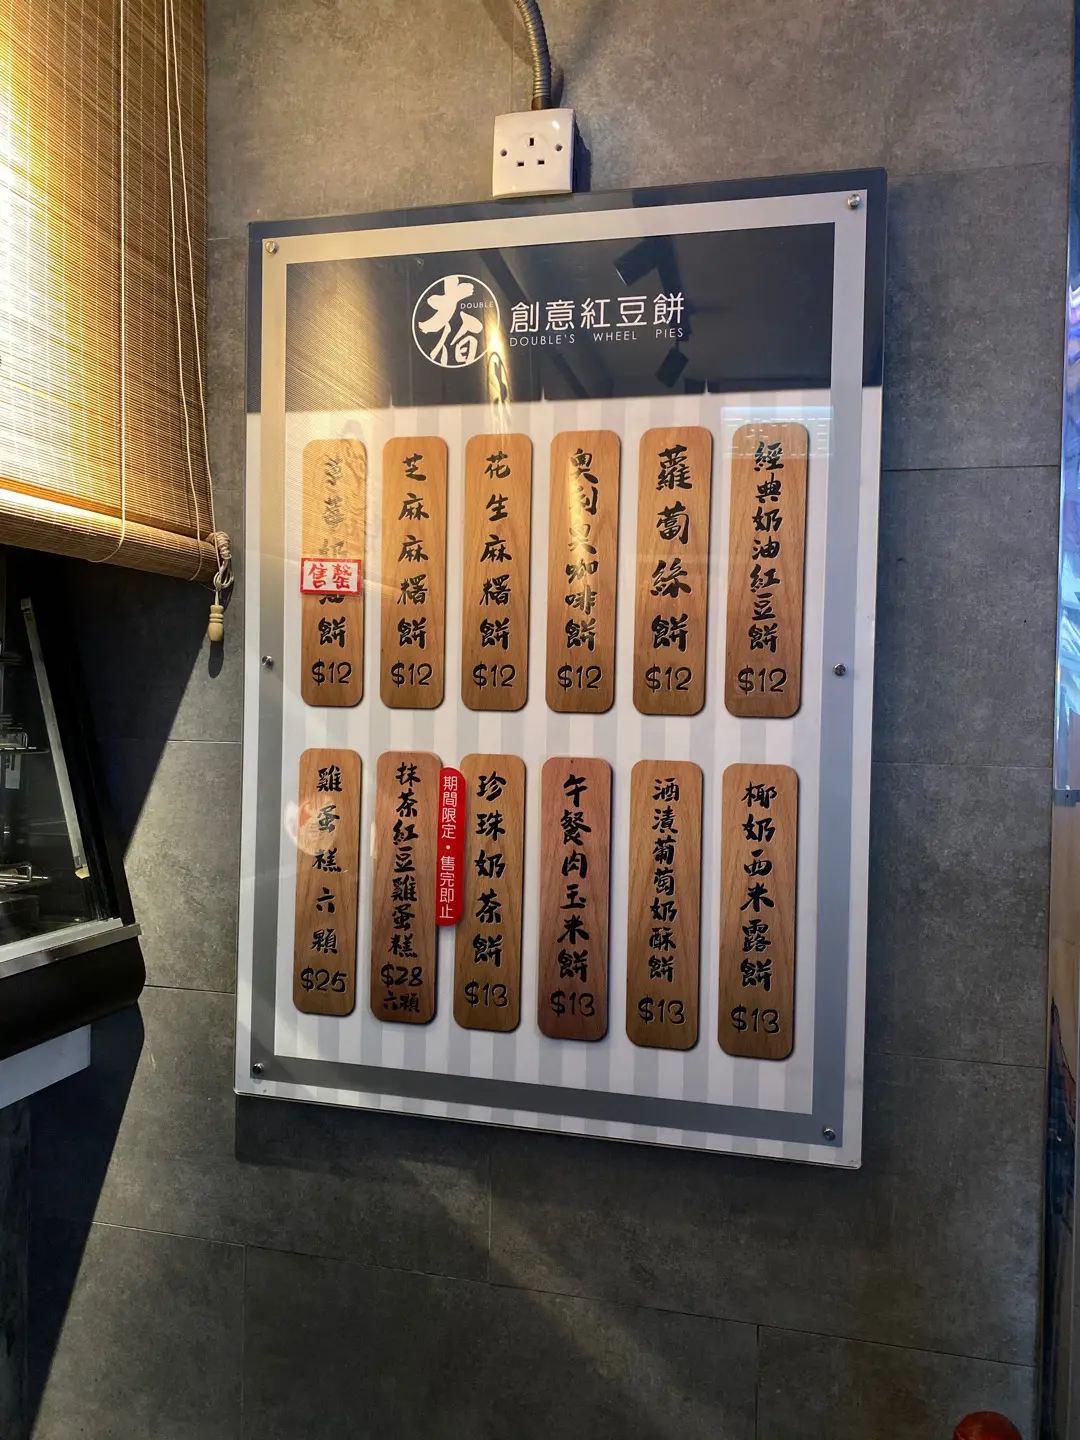 大伯
DOUBLE
創意紅豆餅
DOUBLE'S WHEEL PIES
經典奶油紅豆餅
$12
蘿蔔絲餅
$12
奧利奧咖啡餅
$12
花生麻糬餅
$12
芝麻麻糬餅
$12
餅
$12
售罄
椰奶西米露餅
$13
酒漬葡萄奶酥餅
$13
午餐肉玉米餅
$13
珍珠奶茶餅
$13
期間限定・售完即止
抹茶紅豆雞蛋糕
$28
六顆
雞蛋糕六顆
$25